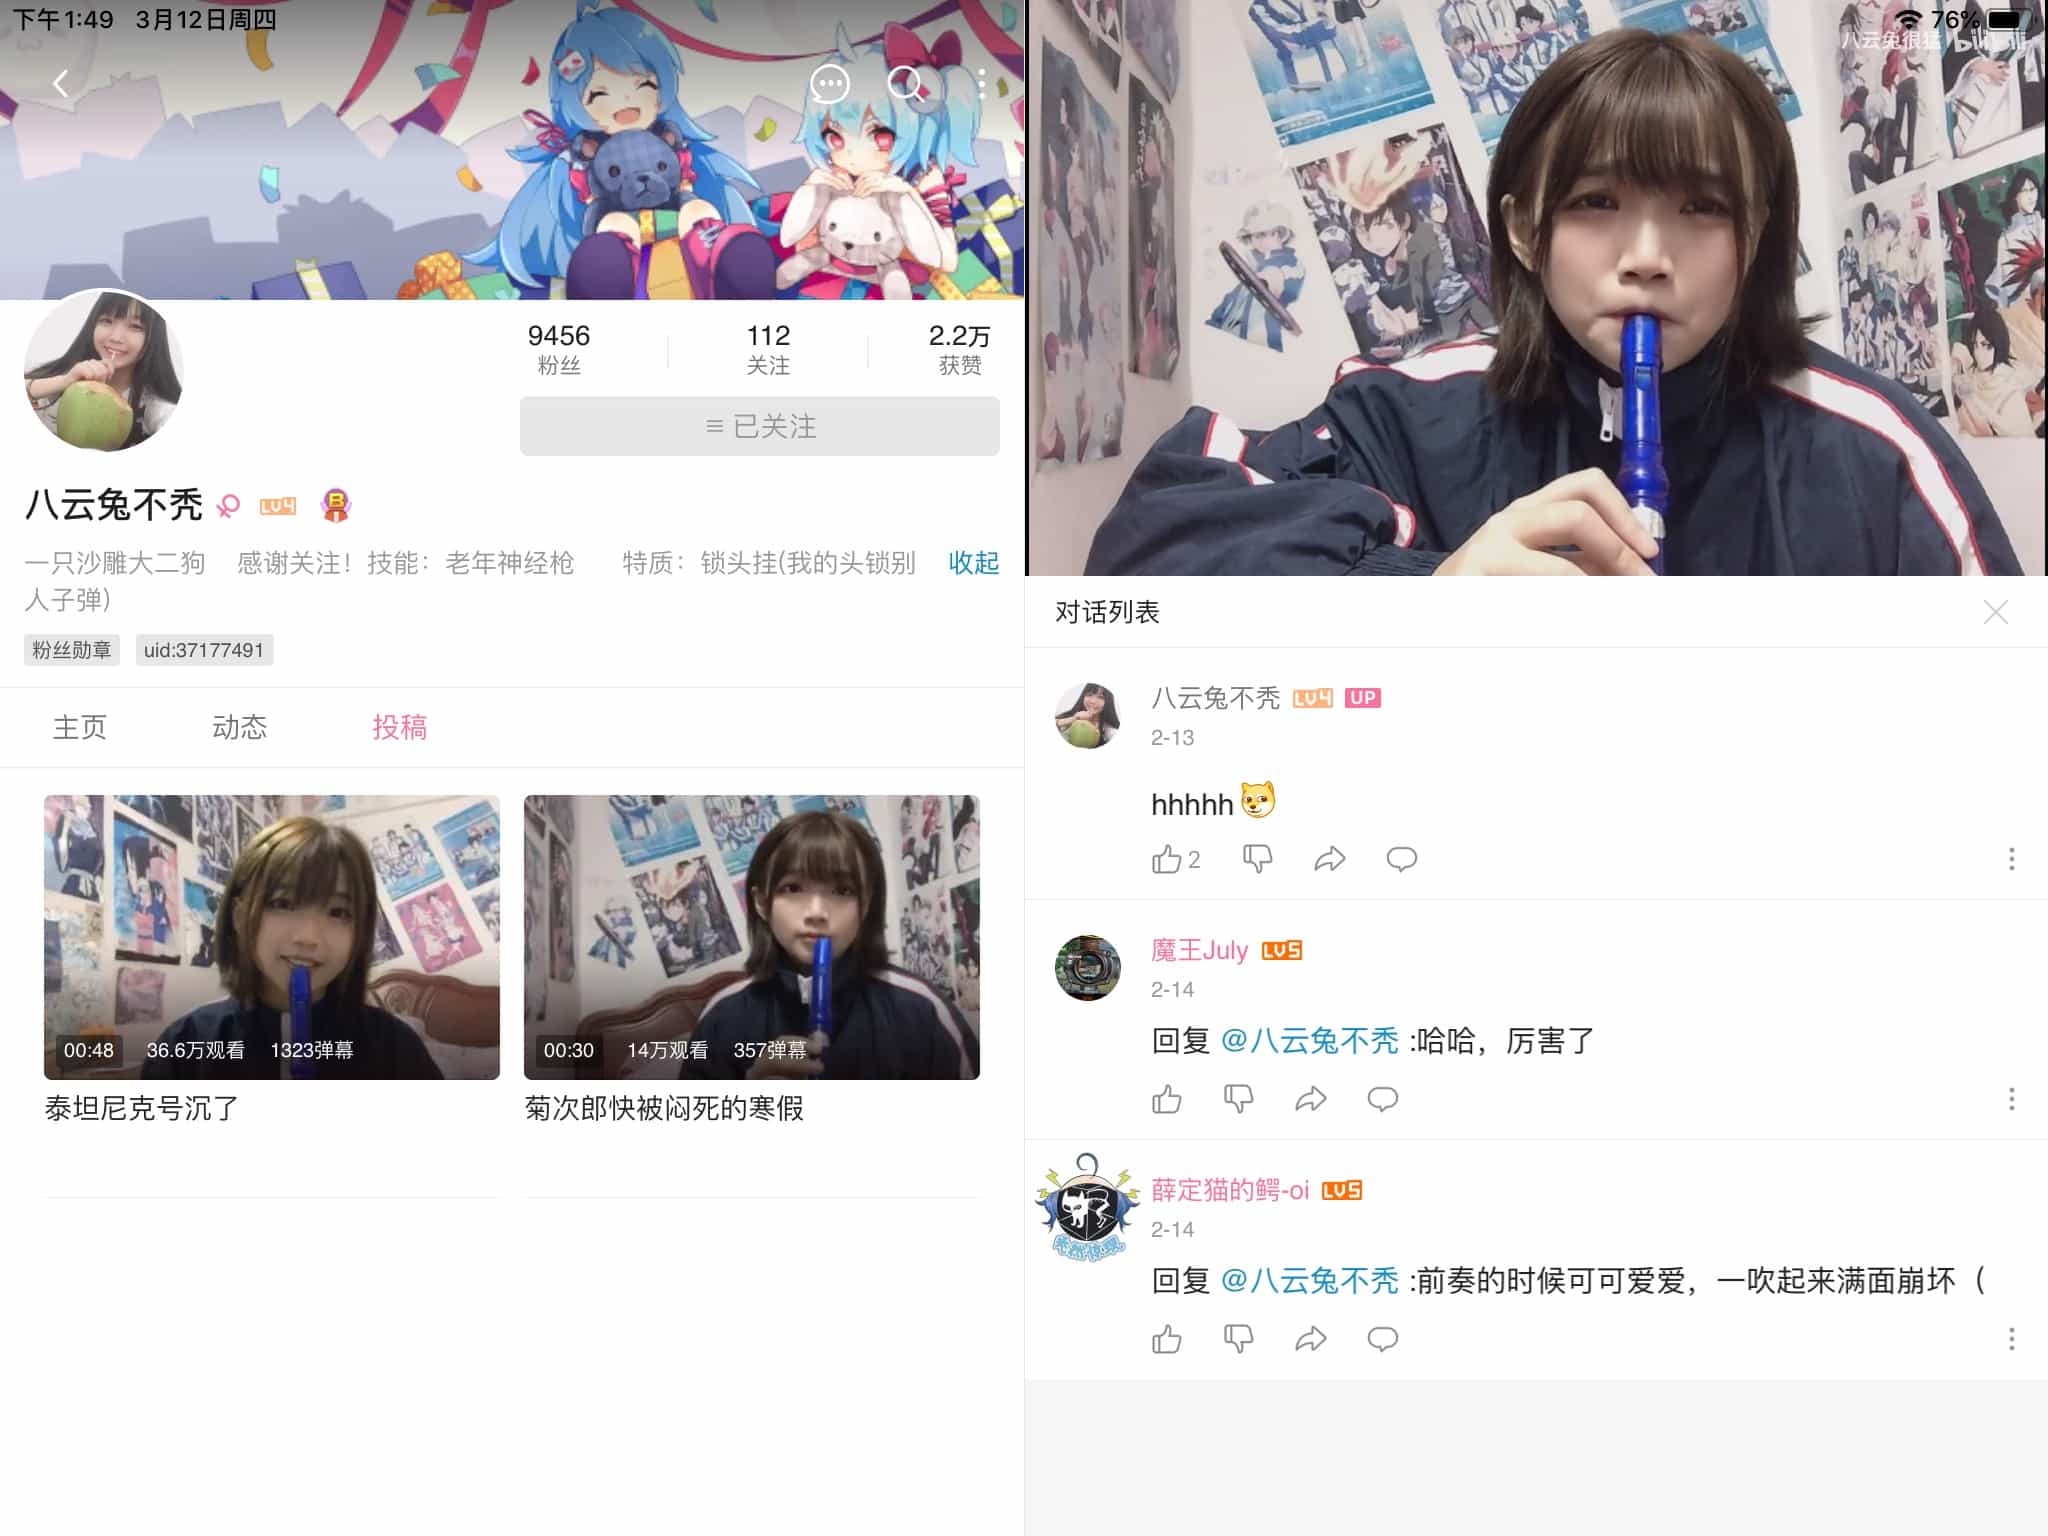 下午1:49 3月12日周四
76%
八云兔很猛 bilibili
9456
粉丝
112
关注
2.2万
获赞
已关注
八云兔不秃 LV4
一只沙雕大二狗 感谢关注！技能：老年神经枪 特质：锁头挂(我的头锁别
人子弹)
收起
粉丝勋章 uid:37177491
主页 动态 投稿
00:48 36.6万观看 1323弹幕
泰坦尼克号沉了
00:30 14万观看 357弹幕
菊次郎快被闷死的寒假
对话列表
八云兔不秃 LV4 UP
2-13
hhhhh
2
魔王July LV5
2-14
回复 @八云兔不秃 :哈哈，厉害了
薛定猫的鳄-oi LV5
2-14
回复 @八云兔不秃 :前奏的时候可可爱爱，一吹起来满面崩坏（